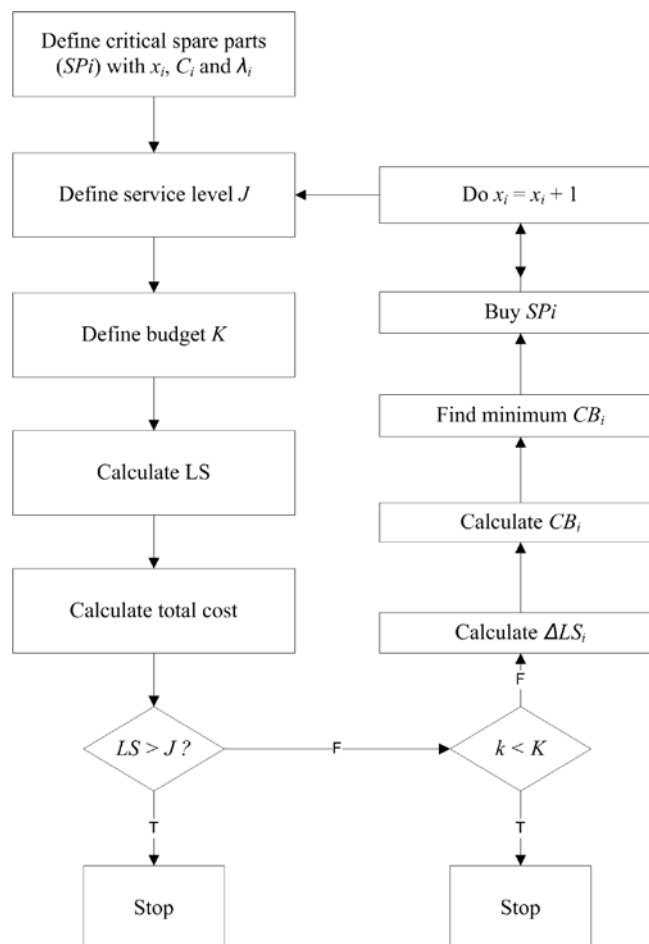 Define critical spare parts
(SPi) with xᵢ, Cᵢ and λᵢ
Define service level J
Do xᵢ = xᵢ + 1
Define budget K
Buy SPi
Find minimum CBᵢ
Calculate LS
Calculate CBᵢ
Calculate total cost
Calculate ΔLSᵢ
F
LS > J ?
F
k < K
T
T
Stop
Stop